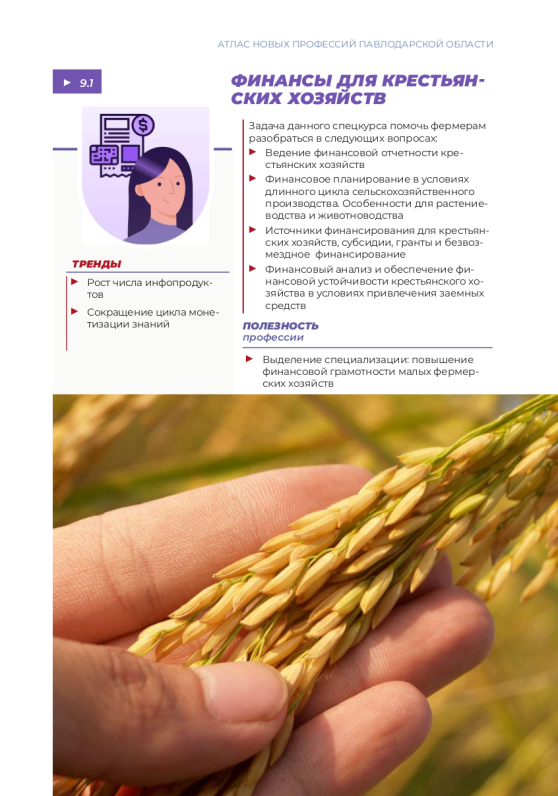 АТЛАС НОВЫХ ПРОФЕССИЙ ПАВЛОДАРСКОЙ ОБЛАСТИ
9.1
ФИНАНСЫ ДЛЯ КРЕСТЬЯН-
СКИХ ХОЗЯЙСТВ
Задача данного спецкурса помочь фермерам
разобраться в следующих вопросах:
Ведение финансовой отчетности кре-
стьянских хозяйств
Финансовое планирование в условиях
длинного цикла сельскохозяйственного
производства. Особенности для растение-
водства и животноводства
Источники финансирования для крестьян-
ских хозяйств, субсидии, гранты и безвоз-
мездное финансирование
Финансовый анализ и обеспечение фи-
нансовой устойчивости крестьянского хо-
зяйства в условиях привлечения заемных
средств
ТРЕНДЫ
Рост числа инфопродук-
тов
Сокращение цикла моне-
тизации знаний
ПОЛЕЗНОСТЬ
профессии
Выделение специализации: повышение
финансовой грамотности малых фермер-
ских хозяйств